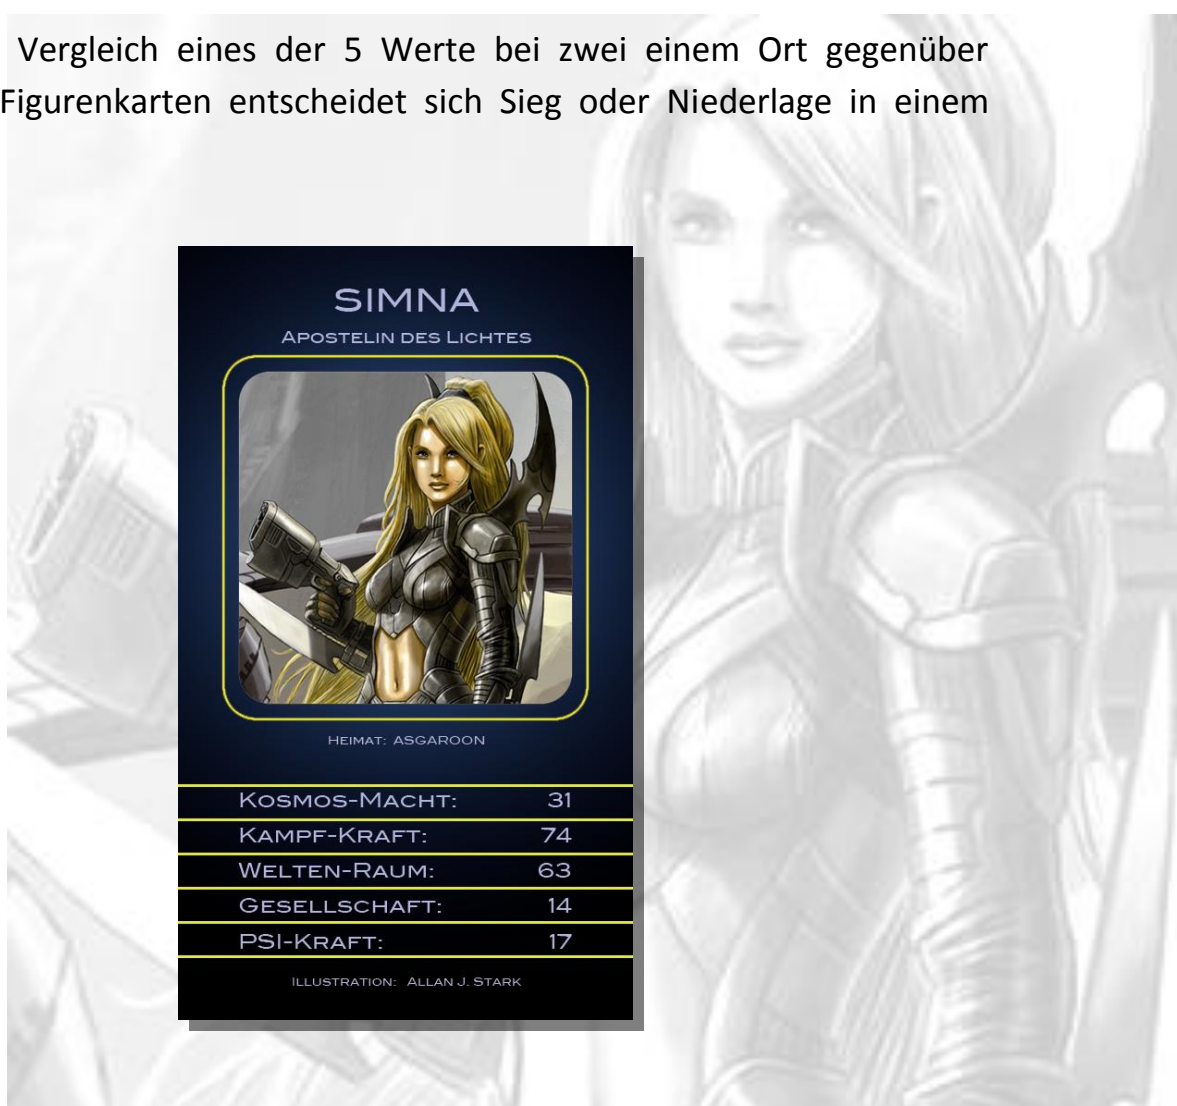 Vergleich eines der 5 Werte bei zwei einem Ort gegenüber
Figurenkarten entscheidet sich Sieg oder Niederlage in einem
SIMNA
APOSTELIN DES LICHTES
HEIMAT: ASGAROON
KOSMOS-MACHT: 31
KAMPF-KRAFT: 74
WELTEN-RAUM: 63
GESELLSCHAFT: 14
PSI-KRAFT: 17
ILLUSTRATION: ALLAN J. STARK